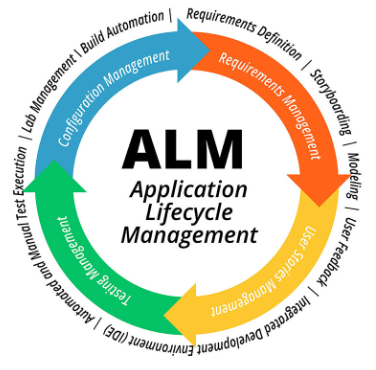 ALM
Application
Lifecycle
Management
Requirements Management
User Stories Management
Testing Management
Configuration Management
Requirements Definition | Storyboarding | Modeling | User Feedback | Integrated Development Environment (IDE) | Automated and Manual Test Execution | Lab Management | Build Automation |